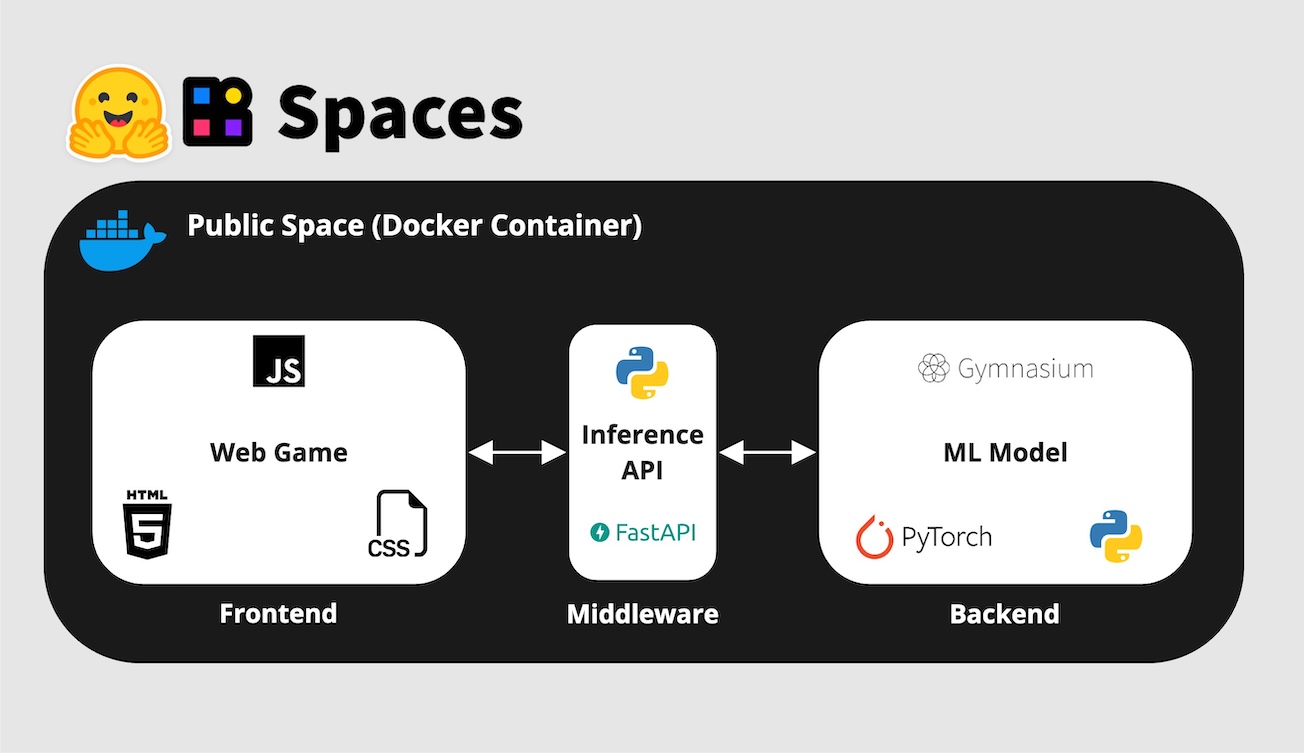 Spaces
Public Space (Docker Container)
JS
Web Game
HTML
5
CSS
Frontend
Inference
API
FastAPI
Middleware
Gymnasium
ML Model
PyTorch
Backend